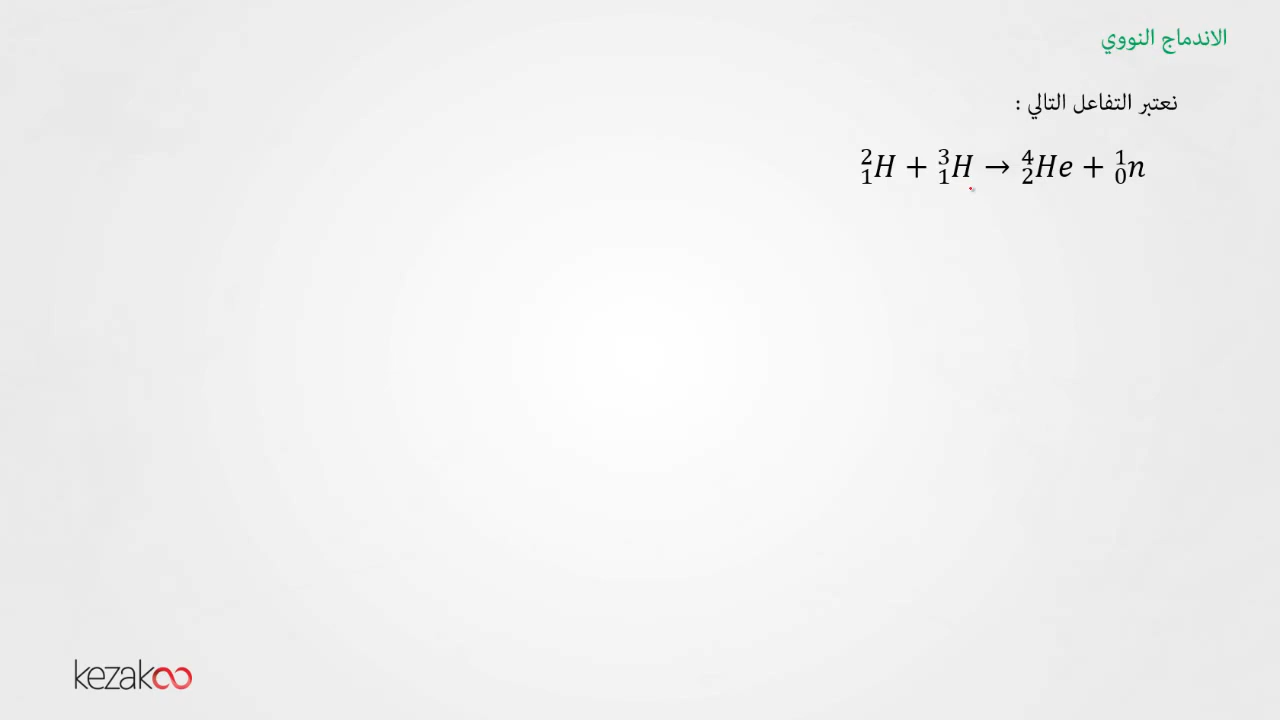 الاندماج النووي
نعتبر التفاعل التالي :
²₁H + ³₁H → ⁴₂He + ¹₀n
kezakoo